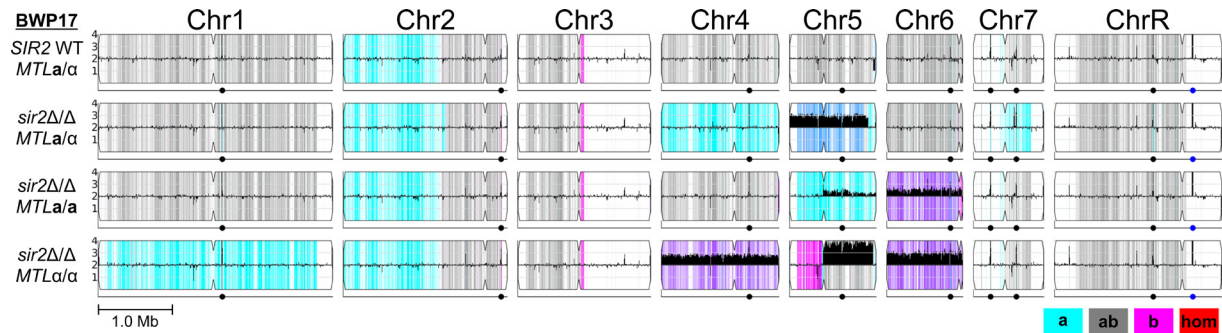 BWP17 Chr1 Chr2 Chr3 Chr4 Chr5 Chr6 Chr7 ChrR
SIR2 WT
MTLa/α
4
3
2
1
sir2Δ/Δ
MTLa/α
4
3
2
1
sir2Δ/Δ
MTLa/a
4
3
2
1
sir2Δ/Δ
MTLα/α
4
3
2
1
1.0 Mb
a ab b hom